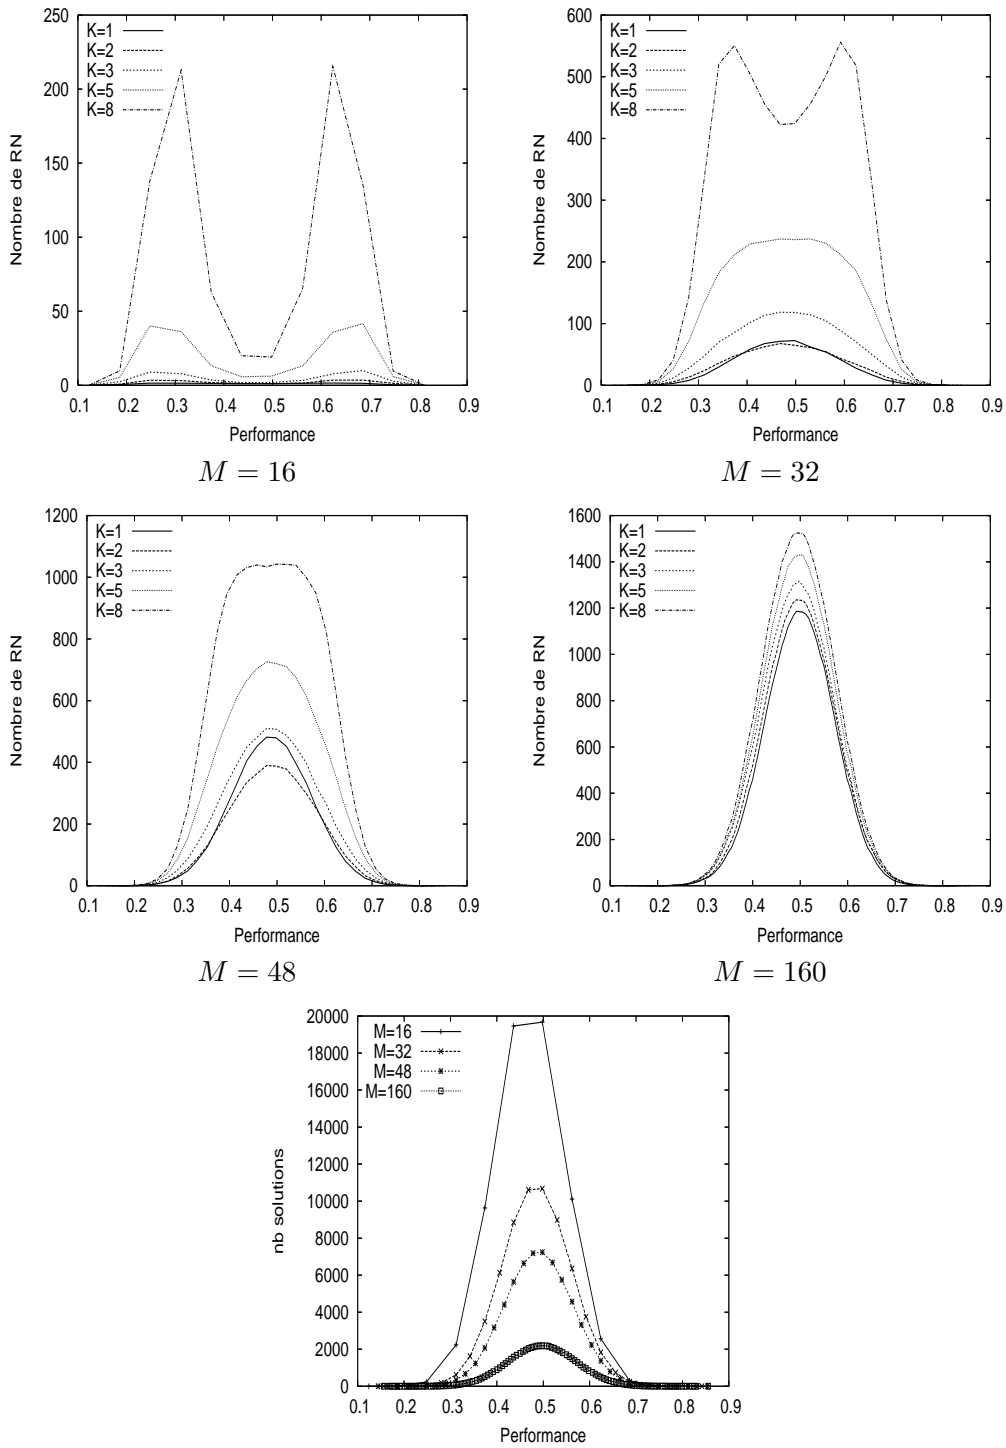 250
200
150
100
50
0
0.1 0.2 0.3 0.4 0.5 0.6 0.7 0.8 0.9
Nombre de RN
Performance
K=1
K=2
K=3
K=5
K=8
M = 16
600
500
400
300
200
100
0
0.1 0.2 0.3 0.4 0.5 0.6 0.7 0.8 0.9
Nombre de RN
Performance
K=1
K=2
K=3
K=5
K=8
M = 32
1200
1000
800
600
400
200
0
0.1 0.2 0.3 0.4 0.5 0.6 0.7 0.8 0.9
Nombre de RN
Performance
K=1
K=2
K=3
K=5
K=8
M = 48
1600
1400
1200
1000
800
600
400
200
0
0.1 0.2 0.3 0.4 0.5 0.6 0.7 0.8 0.9
Nombre de RN
Performance
K=1
K=2
K=3
K=5
K=8
M = 160
20000
18000
16000
14000
12000
10000
8000
6000
4000
2000
0
0.1 0.2 0.3 0.4 0.5 0.6 0.7 0.8 0.9
nb solutions
Performance
M=16
M=32
M=48
M=160